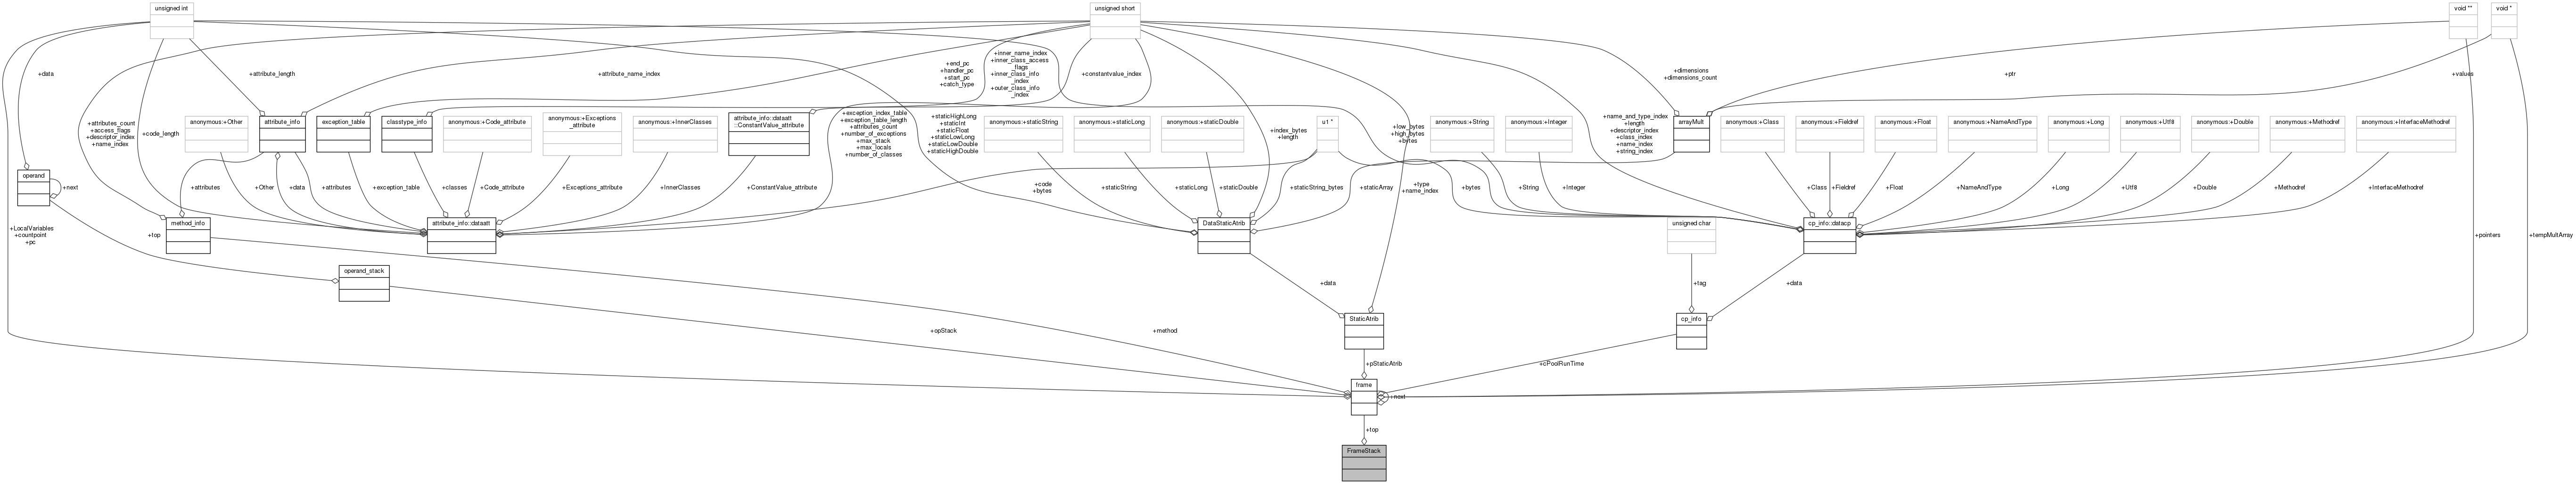 unsigned int
unsigned short
void **
void *
+data
+attribute_length
+attribute_name_index
+end_pc
+handler_pc
+start_pc
+catch_type
+inner_name_index
+inner_class_access
_flags
+inner_class_info
_index
+outer_class_info
_index
+constantvalue_index
+dimensions
+dimensions_count
+ptr
+values
+attributes_count
+access_flags
+descriptor_index
+name_index
+code_length
anonymous:+Other
attribute_info
exception_table
classtype_info
anonymous:+Code_attribute
anonymous:+Exceptions
_attribute
anonymous:+InnerClasses
attribute_info::dataatt
::ConstantValue_attribute
+exception_index_table
+exception_table_length
+attributes_count
+number_of_exceptions
+max_stack
+max_locals
+number_of_classes
+staticHighLong
+staticInt
+staticFloat
+staticLowLong
+staticLowDouble
+staticHighDouble
anonymous:+staticString
anonymous:+staticLong
anonymous:+staticDouble
+index_bytes
+length
u1 *
+low_bytes
+high_bytes
+bytes
anonymous:+String
anonymous:+Integer
+name_and_type_index
+length
+descriptor_index
+class_index
+name_index
+string_index
arrayMult
anonymous:+Class
anonymous:+Fieldref
anonymous:+Float
anonymous:+NameAndType
anonymous:+Long
anonymous:+Utf8
anonymous:+Double
anonymous:+Methodref
anonymous:+InterfaceMethodref
operand
+next
+attributes
+Other
+data
+attributes
+exception_table
+classes
+Code_attribute
+Exceptions_attribute
+InnerClasses
+ConstantValue_attribute
+code
+bytes
+staticString
+staticLong
+staticDouble
+staticString_bytes
+staticArray
+type
+name_index
+bytes
+String
+Integer
+Class
+Fieldref
+Float
+NameAndType
+Long
+Utf8
+Double
+Methodref
+InterfaceMethodref
+LocalVariables
+countpoint
+pc
+top
method_info
attribute_info::dataatt
DataStaticAtrib
unsigned char
cp_info::datacp
+pointers
+tempMultArray
operand_stack
+data
+tag
+data
StaticAtrib
cp_info
+opStack
+method
+pStaticAtrib
+cPoolRunTime
frame
+next
+top
FrameStack